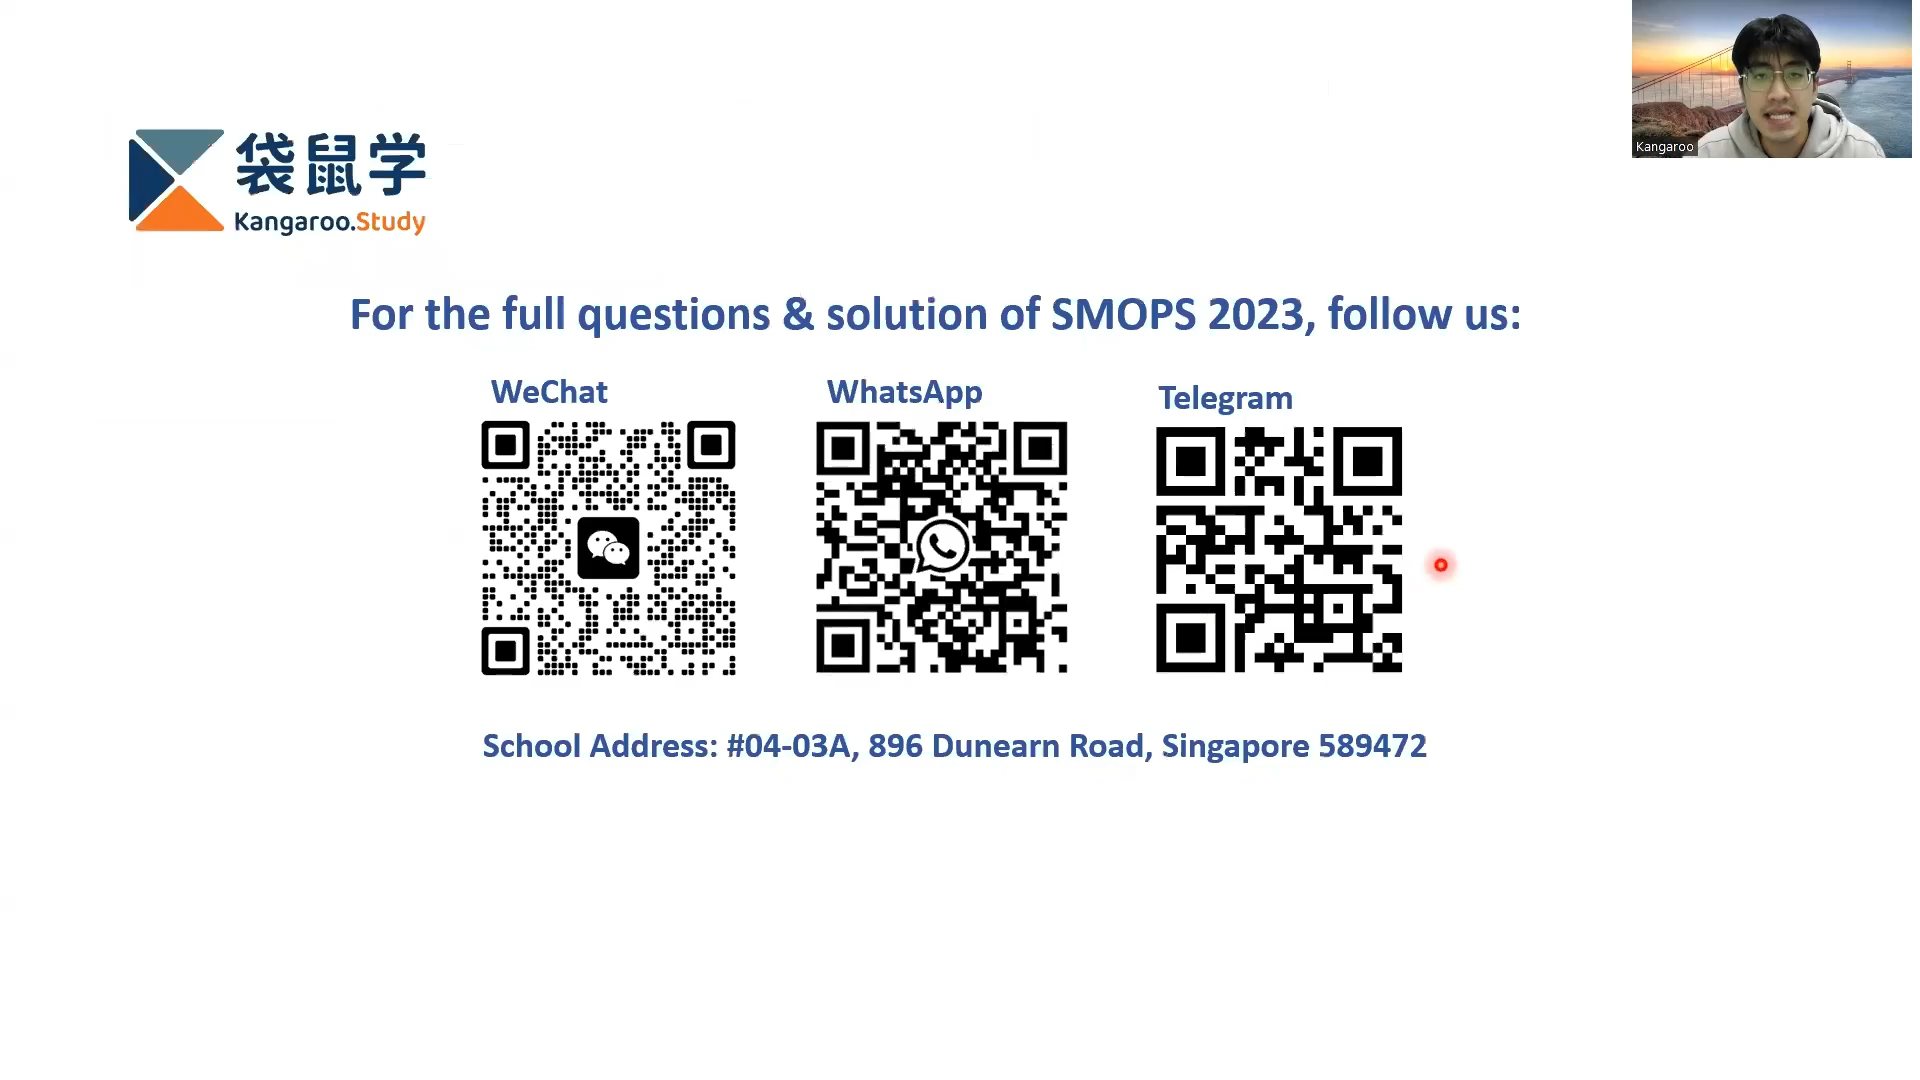 Kangaroo
袋鼠学
Kangaroo.Study
For the full questions & solution of SMOPS 2023, follow us:
WeChat
WhatsApp
Telegram
School Address: #04-03A, 896 Dunearn Road, Singapore 589472